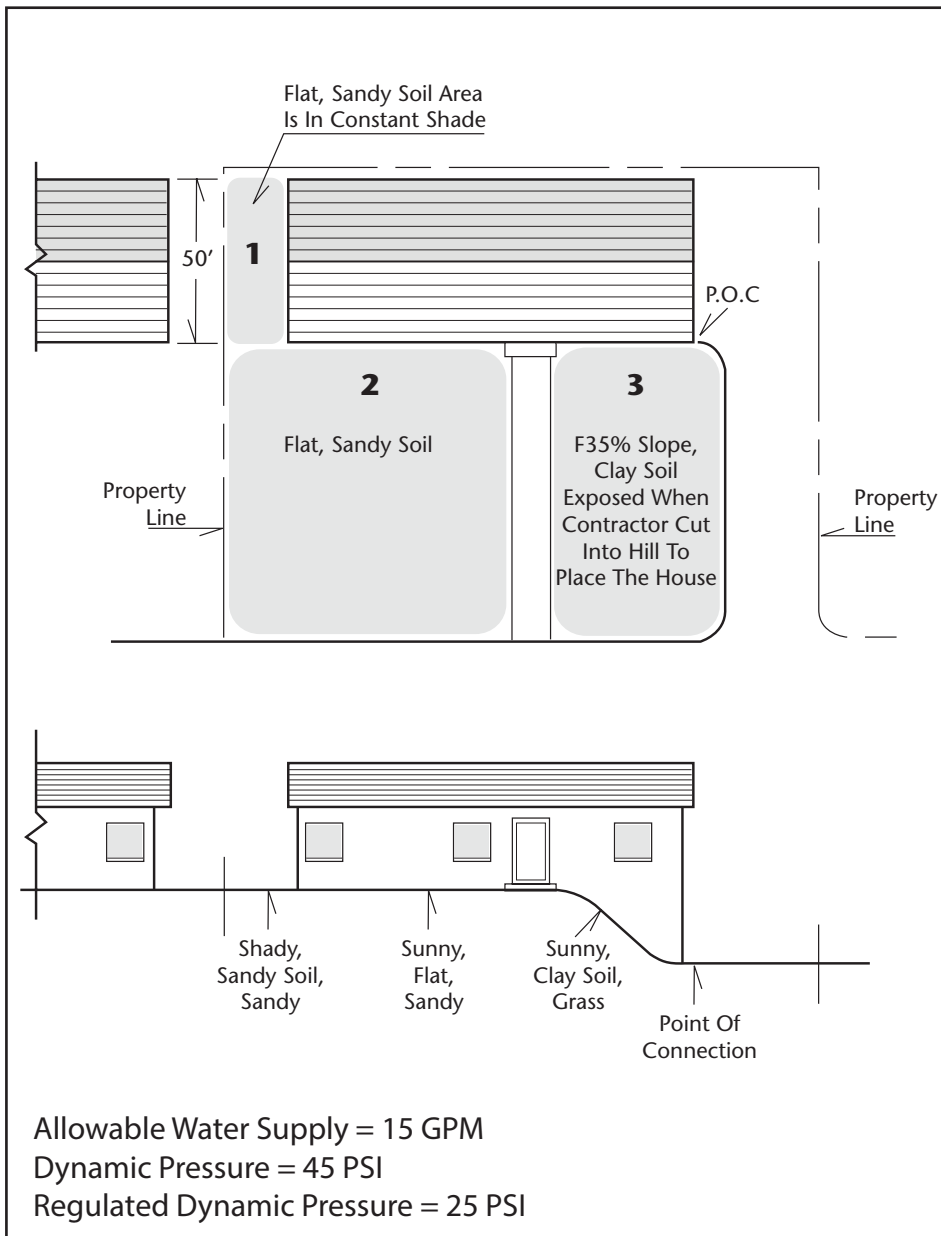 Flat, Sandy Soil Area
Is In Constant Shade
50’
1
P.O.C
2
Flat, Sandy Soil
3
F35% Slope,
Clay Soil
Exposed When
Contractor Cut
Into Hill To
Place The House
Property
Line
Property
Line
Shady,
Sandy Soil,
Sandy
Sunny,
Flat,
Sandy
Sunny,
Clay Soil,
Grass
Point Of
Connection
Allowable Water Supply = 15 GPM
Dynamic Pressure = 45 PSI
Regulated Dynamic Pressure = 25 PSI